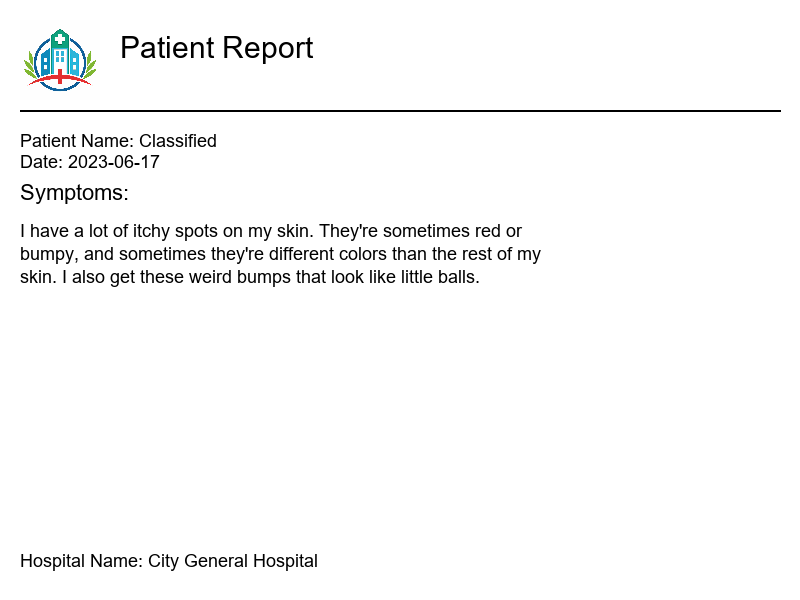 Patient Report
Patient Name: Classified
Date: 2023-06-17
Symptoms:
I have a lot of itchy spots on my skin. They're sometimes red or
bumpy, and sometimes they're different colors than the rest of my
skin. I also get these weird bumps that look like little balls.
Hospital Name: City General Hospital